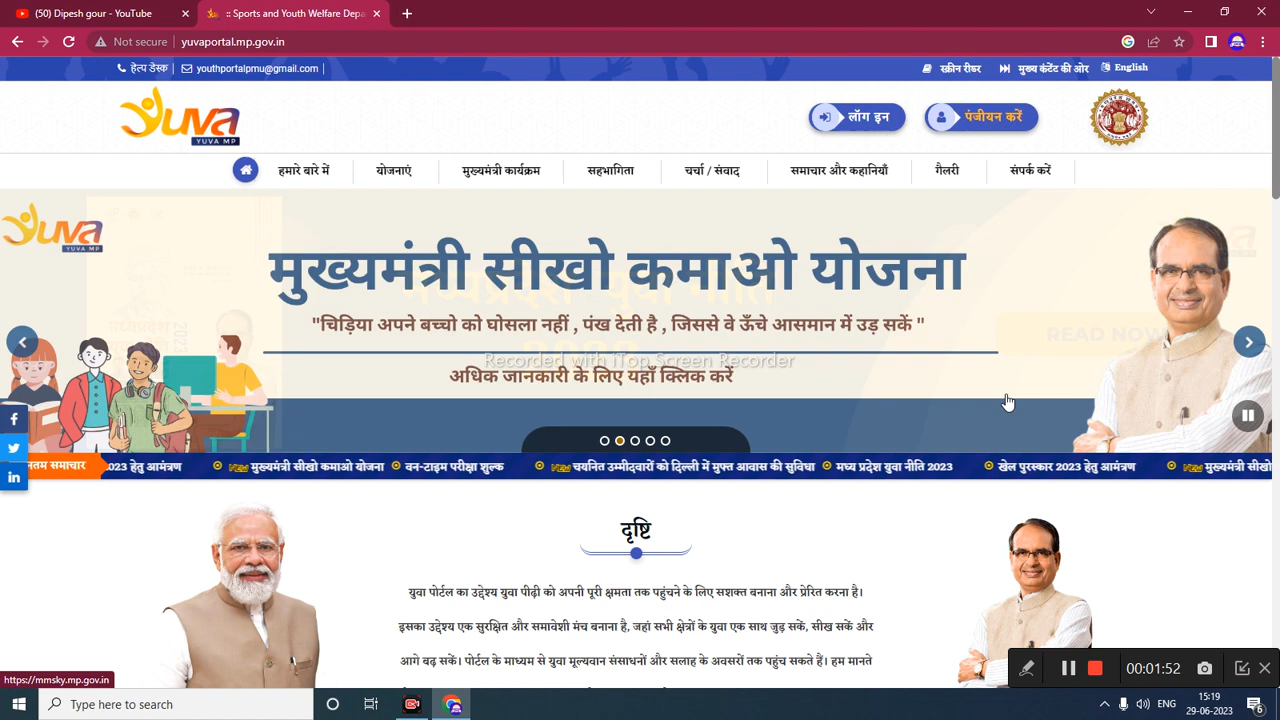 (50) Dipesh gour - YouTube
:: Sports and Youth Welfare Depa
Not secure
yuvaportal.mp.gov.in
हेल्प डेस्क
youthportalpmu@gmail.com
स्क्रीन रीडर
मुख्य कंटेंट की ओर
English
yuva
YUVA MP
लॉग इन
पंजीयन करें
हमारे बारे में
योजनाएं
मुख्यमंत्री कार्यक्रम
सहभागिता
चर्चा / संवाद
समाचार और कहानियाँ
गैलरी
संपर्क करें
yuva
YUVA MP
मुख्यमंत्री सीखो कमाओ योजना
"चिड़िया अपने बच्चो को घोसला नहीं , पंख देती है , जिससे वे ऊँचे आसमान में उड़ सकें "
READ NOW
Recorded with iTop Screen Recorder
अधिक जानकारी के लिए यहाँ क्लिक करें
समाचार
2023 हेतु आमंत्रण
NEW मुख्यमंत्री सीखो कमाओ योजना
वन-टाइम परीक्षा शुल्क
NEW चयनित उम्मीदवारों को दिल्ली में मुफ्त आवास की सुविधा
मध्य प्रदेश युवा नीति 2023
खेल पुरस्कार 2023 हेतु आमंत्रण
NEW मुख्यमंत्री सीखो
दृष्टि
युवा पोर्टल का उद्देश्य युवा पीढ़ी को अपनी पूरी क्षमता तक पहुंचने के लिए सशक्त बनाना और प्रेरित करना है।
इसका उद्देश्य एक सुरक्षित और समावेशी मंच बनाना है, जहां सभी क्षेत्रों के युवा एक साथ जुड़ सकें, सीख सकें और
आगे बढ़ सकें। पोर्टल के माध्यम से युवा मूल्यवान संसाधनों और सलाह के अवसरों तक पहुंच सकते हैं। हम मानते
https://mmsky.mp.gov.in
00:01:52
Type here to search
ENG
15:19
29-06-2023
6